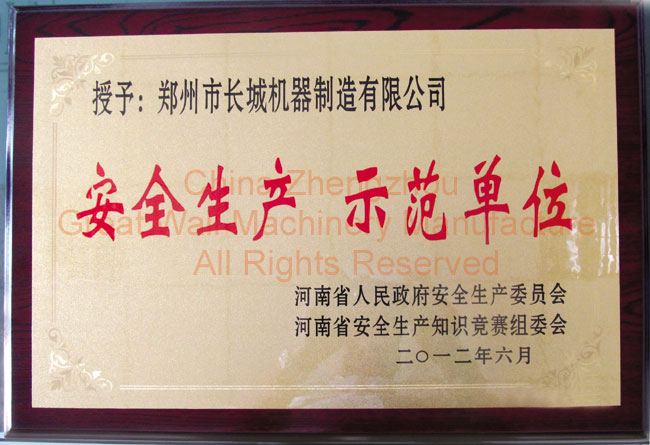 授予：郑州市长城机器制造有限公司
安全生产 示范单位
China Zhengzhou
Great Wall Machinery Manufacture
All Rights Reserved
河南省人民政府安全生产委员会
河南省安全生产知识竞赛组委会
二〇一二年六月